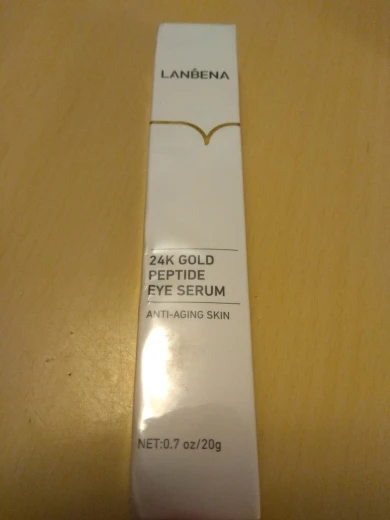 LANBENA
24K GOLD
PEPTIDE
EYE SERUM
ANTI-AGING SKIN
NET:0.7 oz/20g